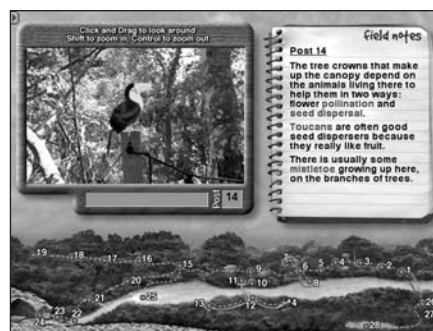 Click and Drag to look around.
Shift to zoom in, Control to zoom out
Post 14
field notes
Post 14
The tree crowns that make
up the canopy depend on
the animals living there to
help them in two ways:
flower pollination and
seed dispersal.
Toucans are often good
seed dispersers because
they really like fruit.
There is usually some
mistletoe growing up here,
on the branches of trees.
19 18 17 16 15
20 21 22 23 24 25
9 10 11 12 13
5 6 8
4 3 2 1
27 28